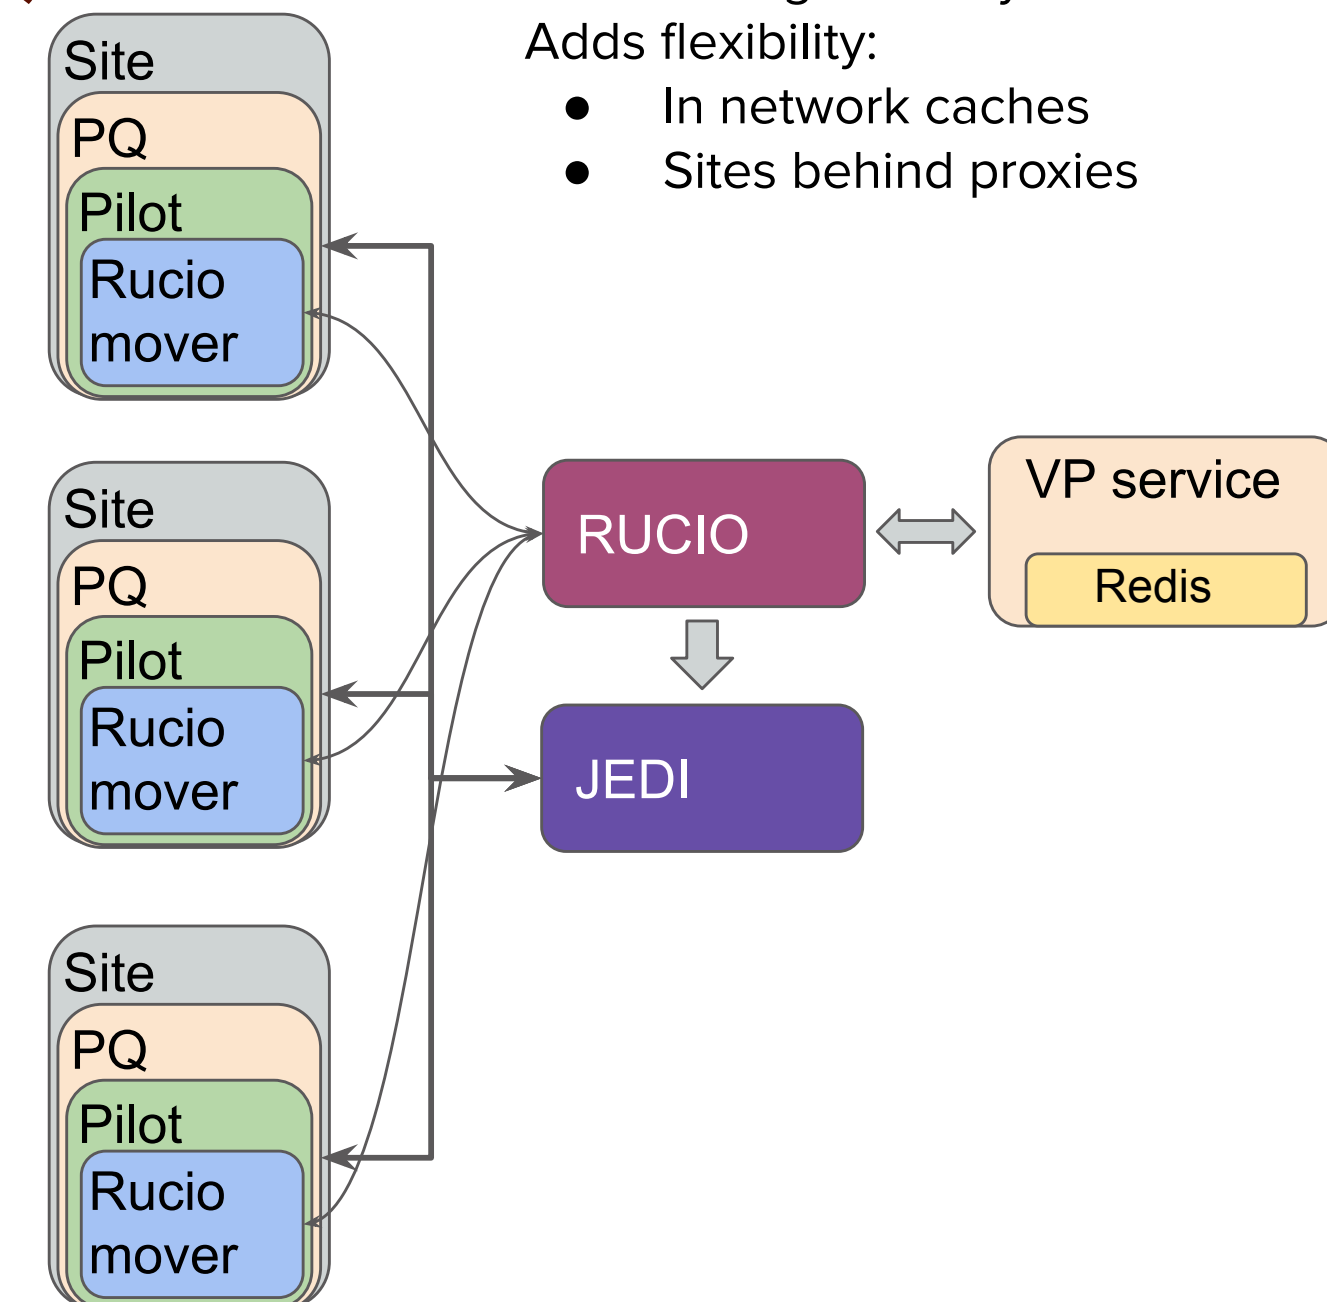 Adds flexibility:
● In network caches
● Sites behind proxies
Site
PQ
Pilot
Rucio
mover
Site
PQ
Pilot
Rucio
mover
Site
PQ
Pilot
Rucio
mover
RUCIO
JEDI
VP service
Redis